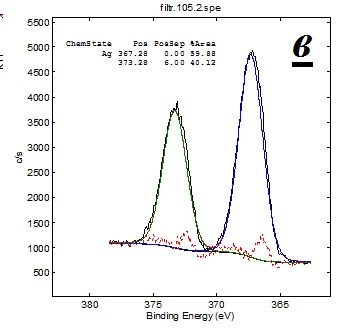 filtr.105.2.spe
в
ChemState Pos PosSep %Area
Ag 367.28 0.00 59.88
373.28 6.00 40.12
5500
5000
4500
4000
3500
3000
2500
2000
1500
1000
500
c/s
380 375 370 365
Binding Energy (eV)